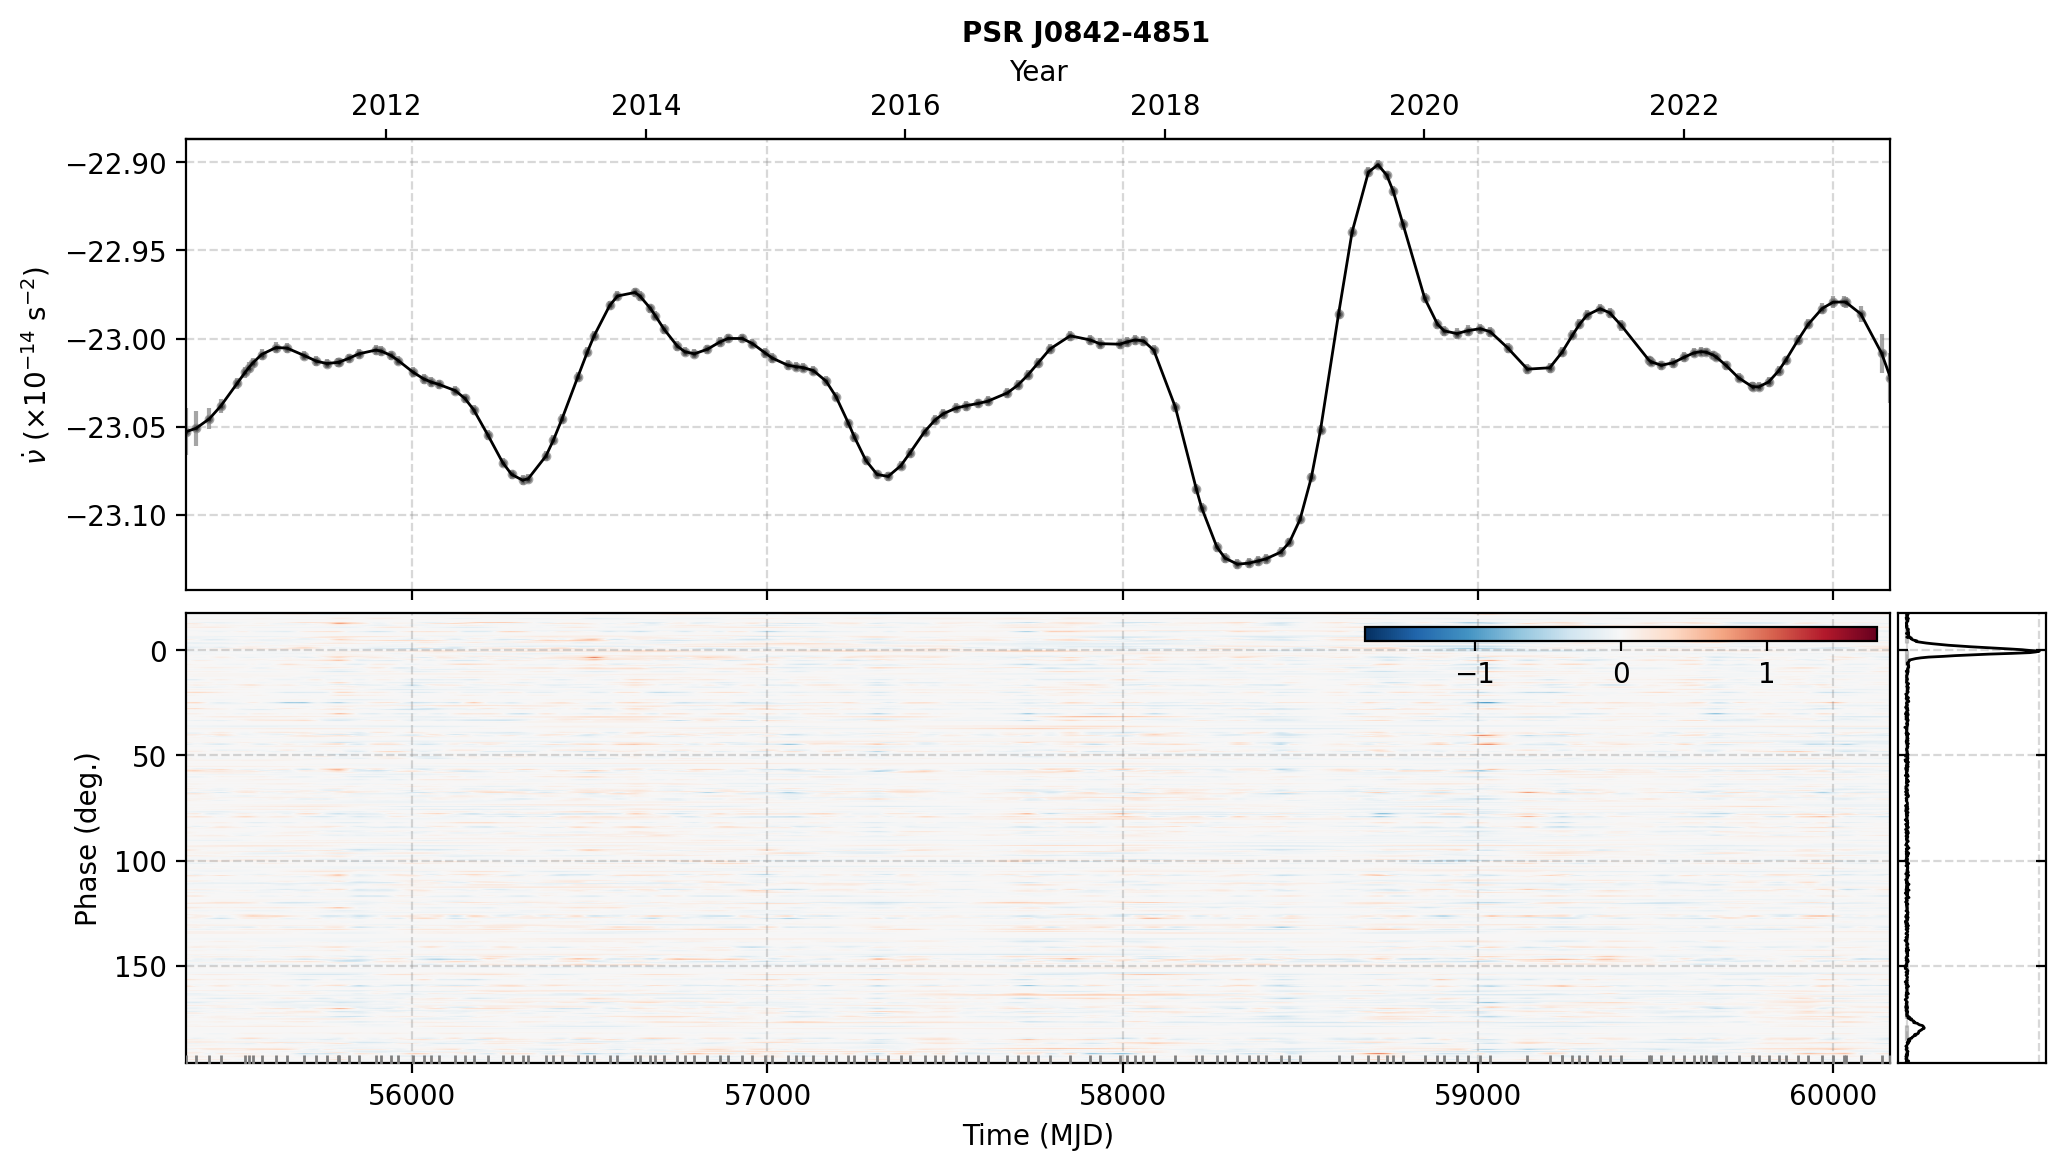 PSR J0842-4851
Year
2012 2014 2016 2018 2020 2022
−22.90
−22.95
−23.00
−23.05
−23.10
ν̇ (×10⁻¹⁴ s⁻²)
−1 0 1
0
50
100
150
Phase (deg.)
56000 57000 58000 59000 60000
Time (MJD)